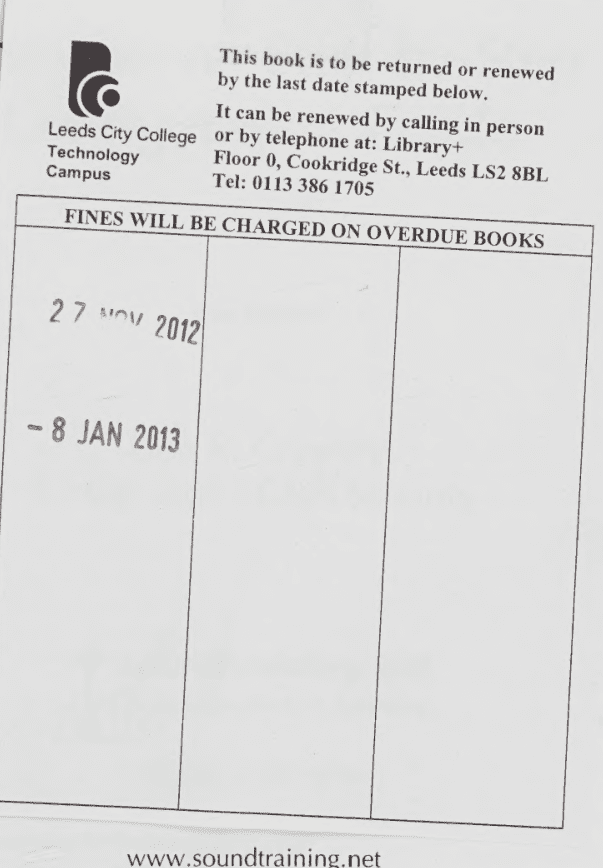 This book is to be returned or renewed
by the last date stamped below.
It can be renewed by calling in person
or by telephone at: Library+
Floor 0, Cookridge St., Leeds LS2 8BL
Tel: 0113 386 1705
Leeds City College
Technology
Campus
FINES WILL BE CHARGED ON OVERDUE BOOKS
27 NOV 2012
- 8 JAN 2013
www.soundtraining.net